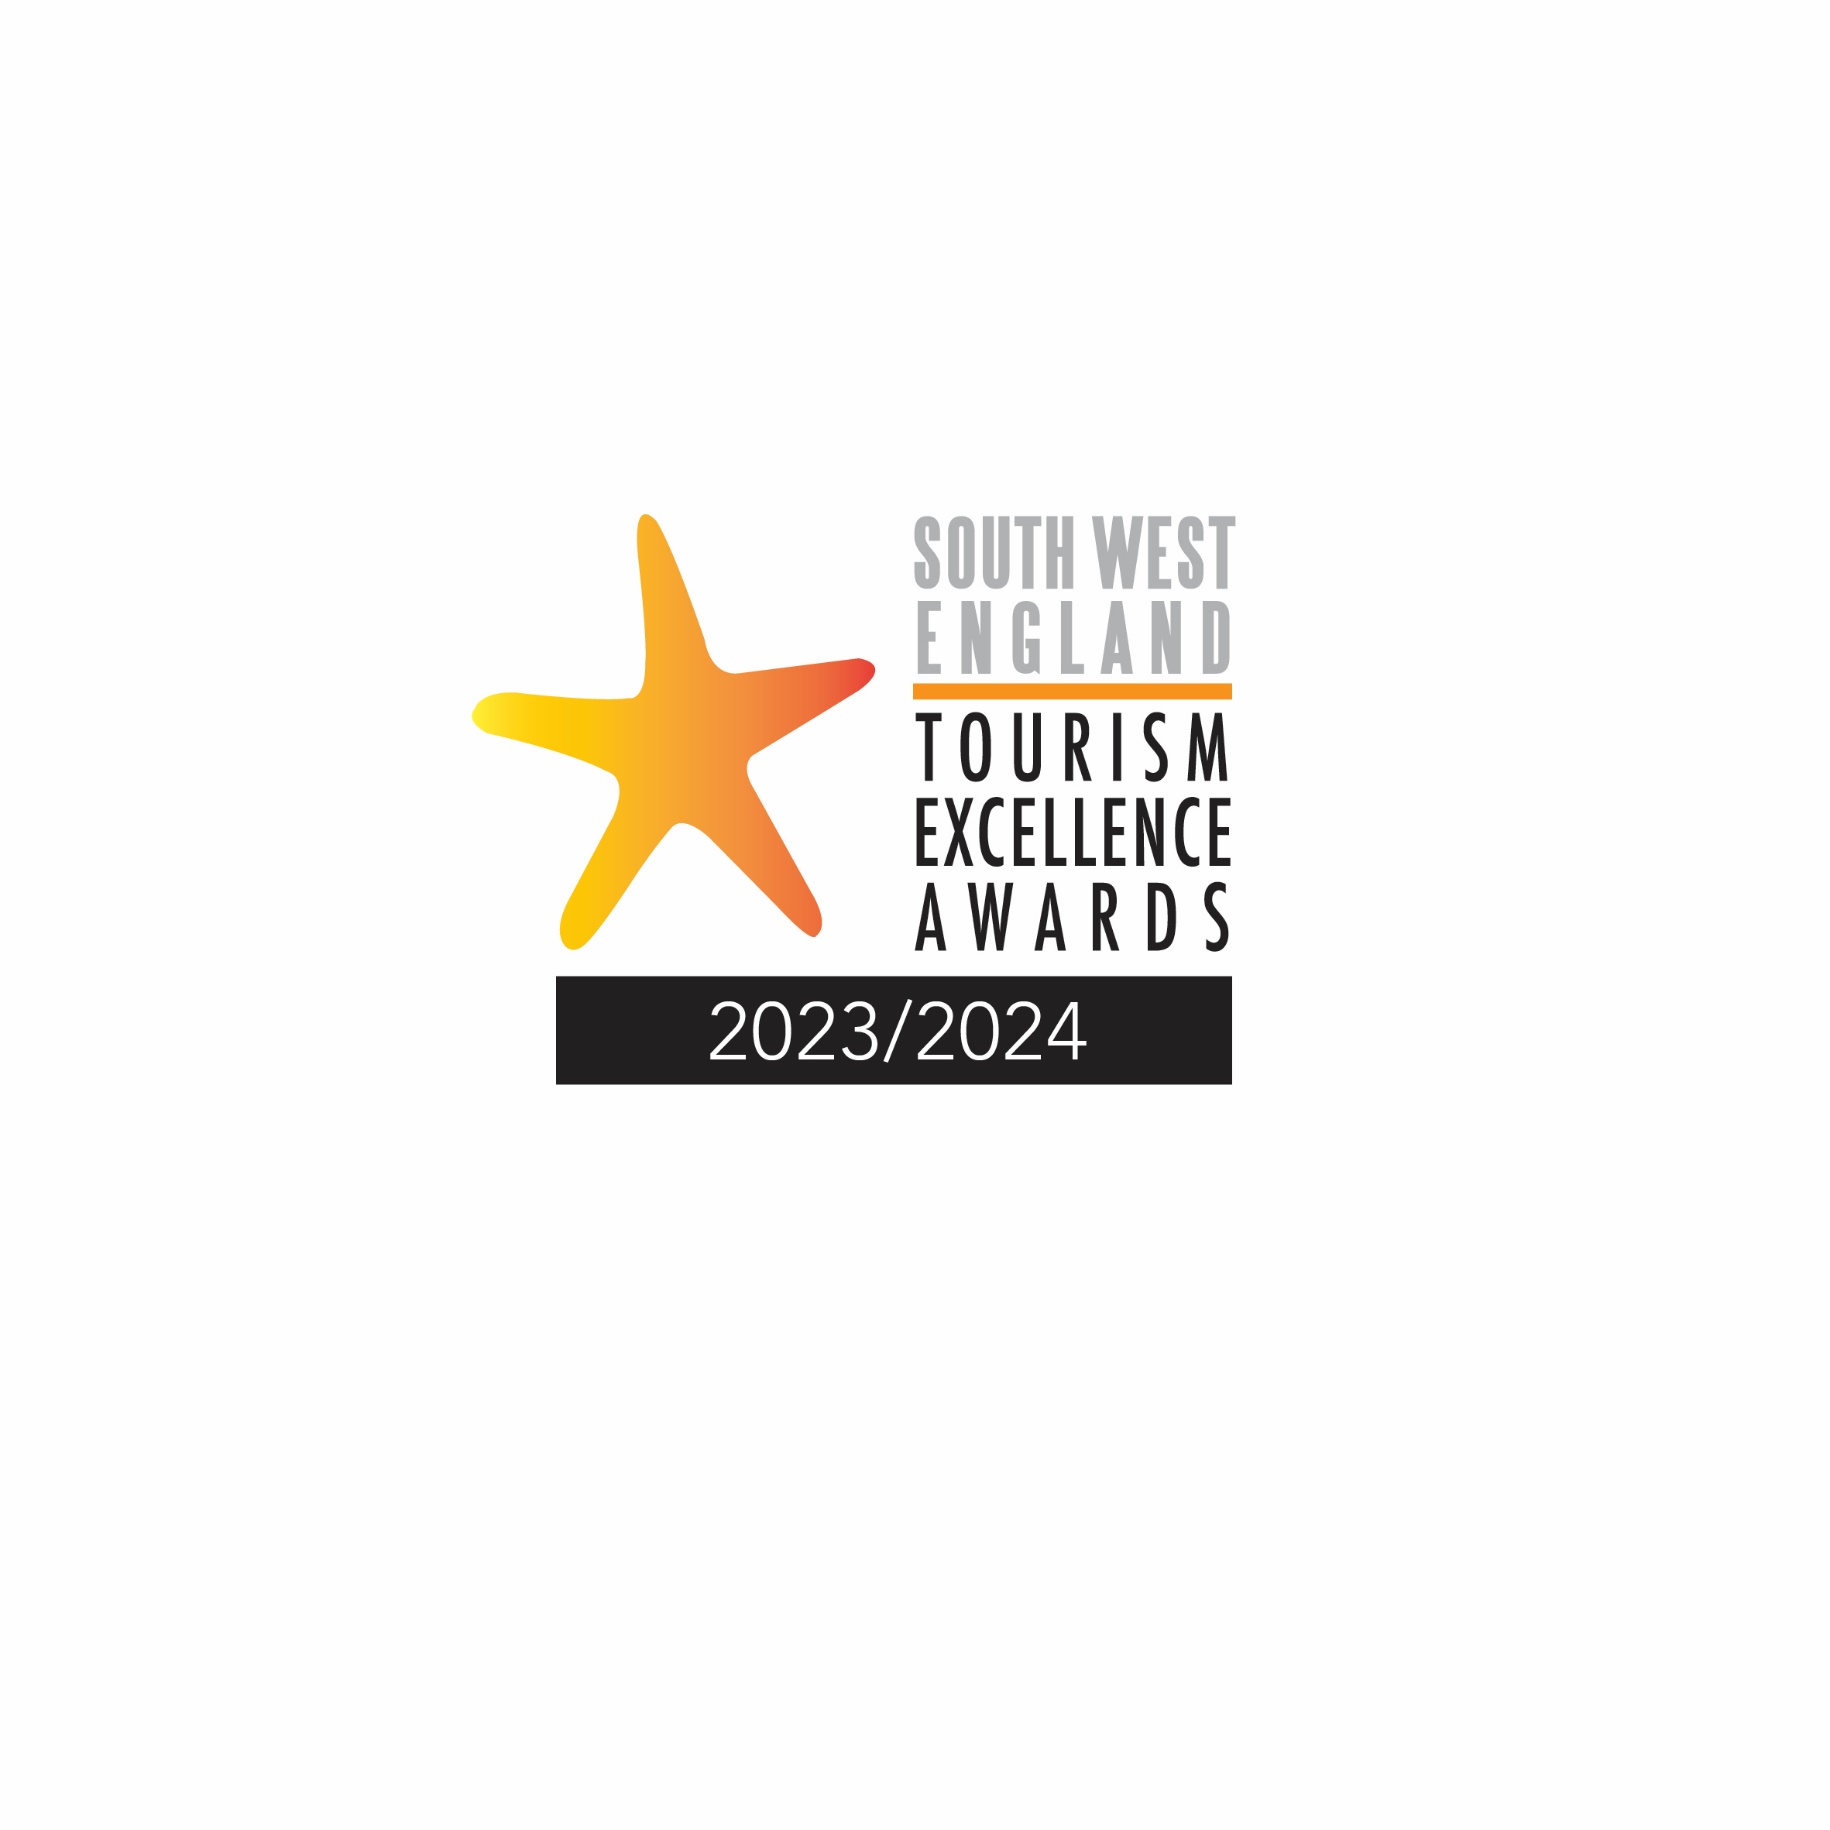 SOUTH WEST
ENGLAND
TOURISM
EXCELLENCE
AWARDS
2023/2024